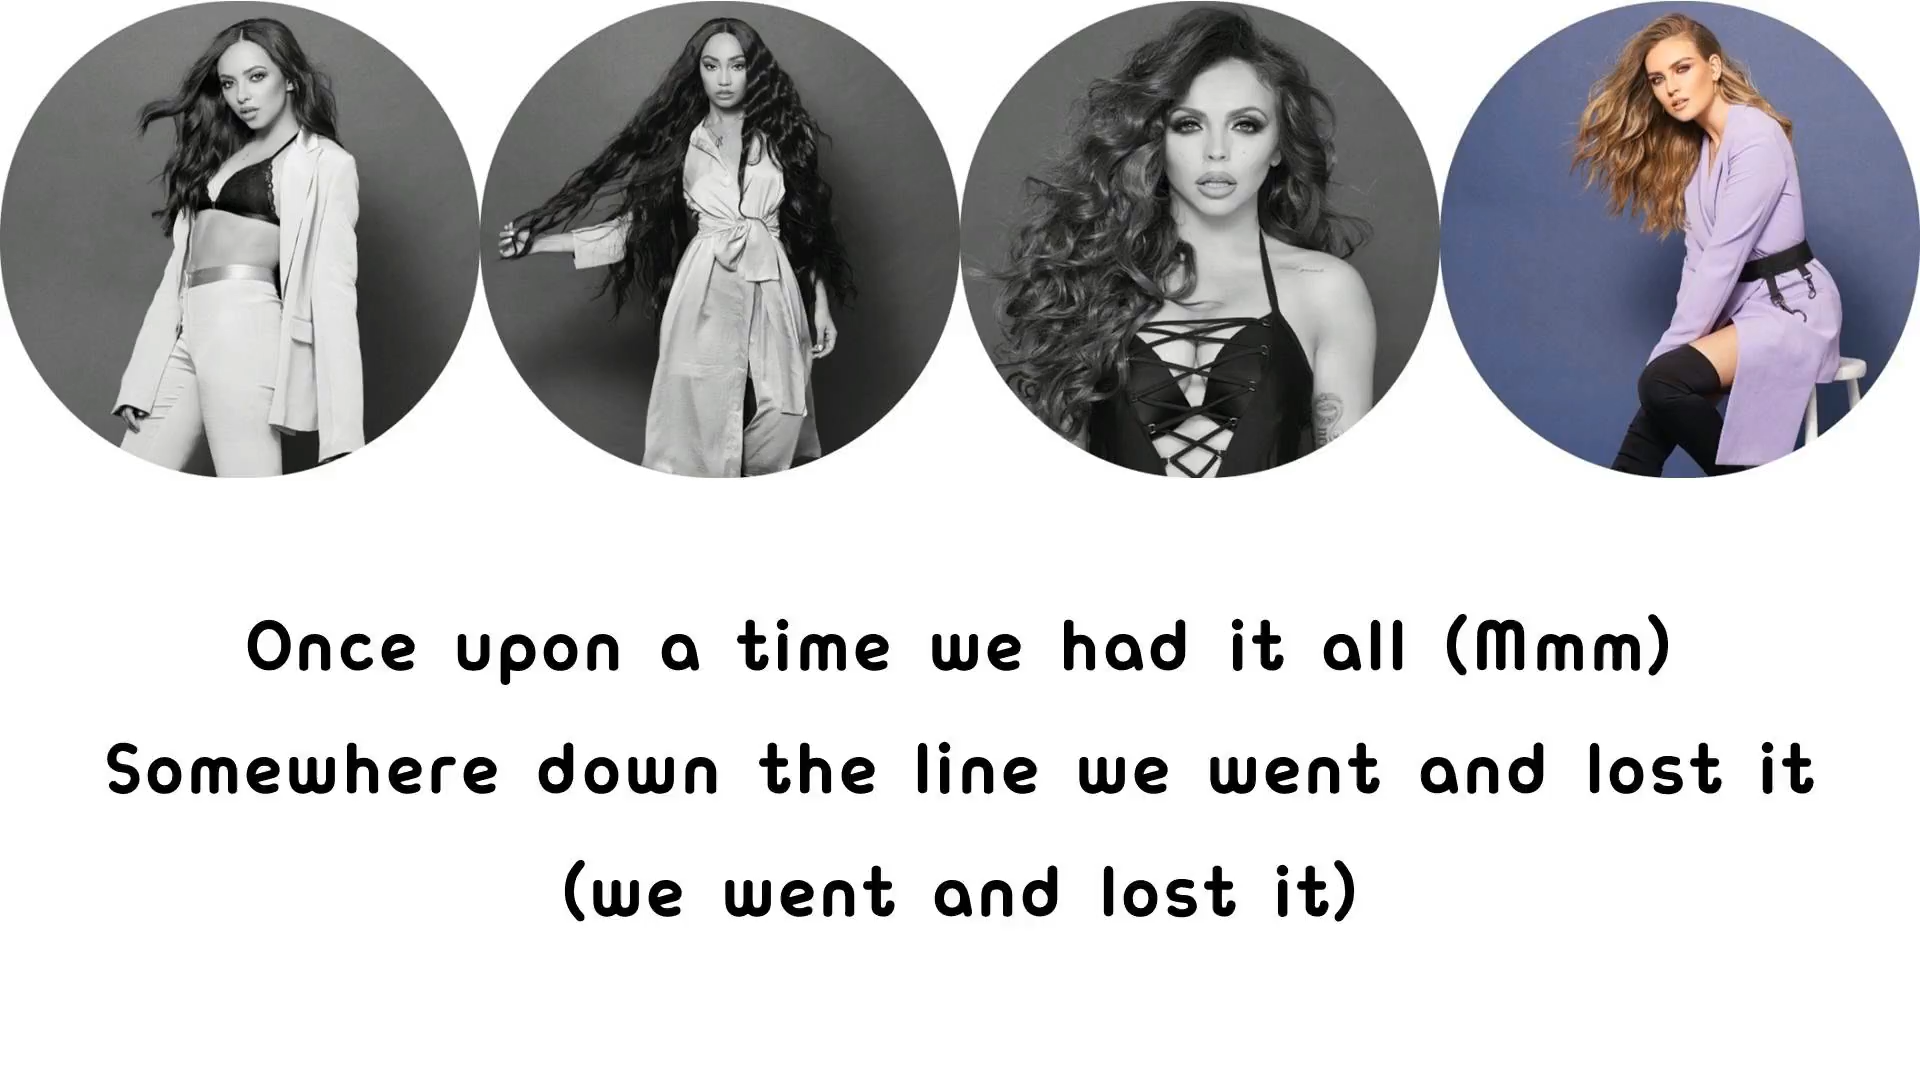 Once upon a time we had it all (Mmm)
Somewhere down the line we went and lost it
(we went and lost it)